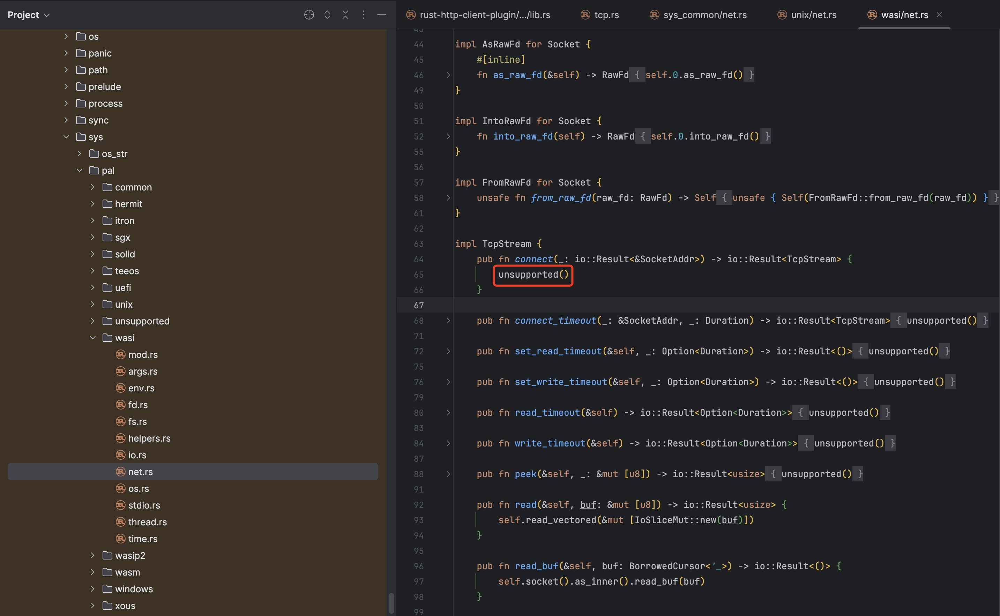 Project
os
panic
path
prelude
process
sync
sys
os_str
pal
common
hermit
itron
sgx
solid
teeos
uefi
unix
unsupported
wasi
mod.rs
args.rs
env.rs
fd.rs
fs.rs
helpers.rs
io.rs
net.rs
os.rs
stdio.rs
thread.rs
time.rs
wasip2
wasm
windows
xous
rust-http-client-plugin/.../lib.rs tcp.rs sys_common/net.rs unix/net.rs wasi/net.rs
43
44 impl AsRawFd for Socket {
45 #[inline]
46 fn as_raw_fd(&self) -> RawFd { self.0.as_raw_fd() }
49 }
50
51 impl IntoRawFd for Socket {
52 fn into_raw_fd(self) -> RawFd { self.0.into_raw_fd() }
55 }
56
57 impl FromRawFd for Socket {
58 unsafe fn from_raw_fd(raw_fd: RawFd) -> Self { unsafe { Self(FromRawFd::from_raw_fd(raw_fd)) } }
61 }
62
63 impl TcpStream {
64 pub fn connect(_: io::Result<&SocketAddr>) -> io::Result<TcpStream> {
65 unsupported()
66 }
67
68 pub fn connect_timeout(_: &SocketAddr, _: Duration) -> io::Result<TcpStream> { unsupported() }
71
72 pub fn set_read_timeout(&self, _: Option<Duration>) -> io::Result<()> { unsupported() }
75
76 pub fn set_write_timeout(&self, _: Option<Duration>) -> io::Result<()> { unsupported() }
79
80 pub fn read_timeout(&self) -> io::Result<Option<Duration>> { unsupported() }
83
84 pub fn write_timeout(&self) -> io::Result<Option<Duration>> { unsupported() }
87
88 pub fn peek(&self, _: &mut [u8]) -> io::Result<usize> { unsupported() }
91
92 pub fn read(&self, buf: &mut [u8]) -> io::Result<usize> {
93 self.read_vectored(&mut [IoSliceMut::new(buf)])
94 }
95
96 pub fn read_buf(&self, buf: BorrowedCursor<'_>) -> io::Result<()> {
97 self.socket().as_inner().read_buf(buf)
98 }
99